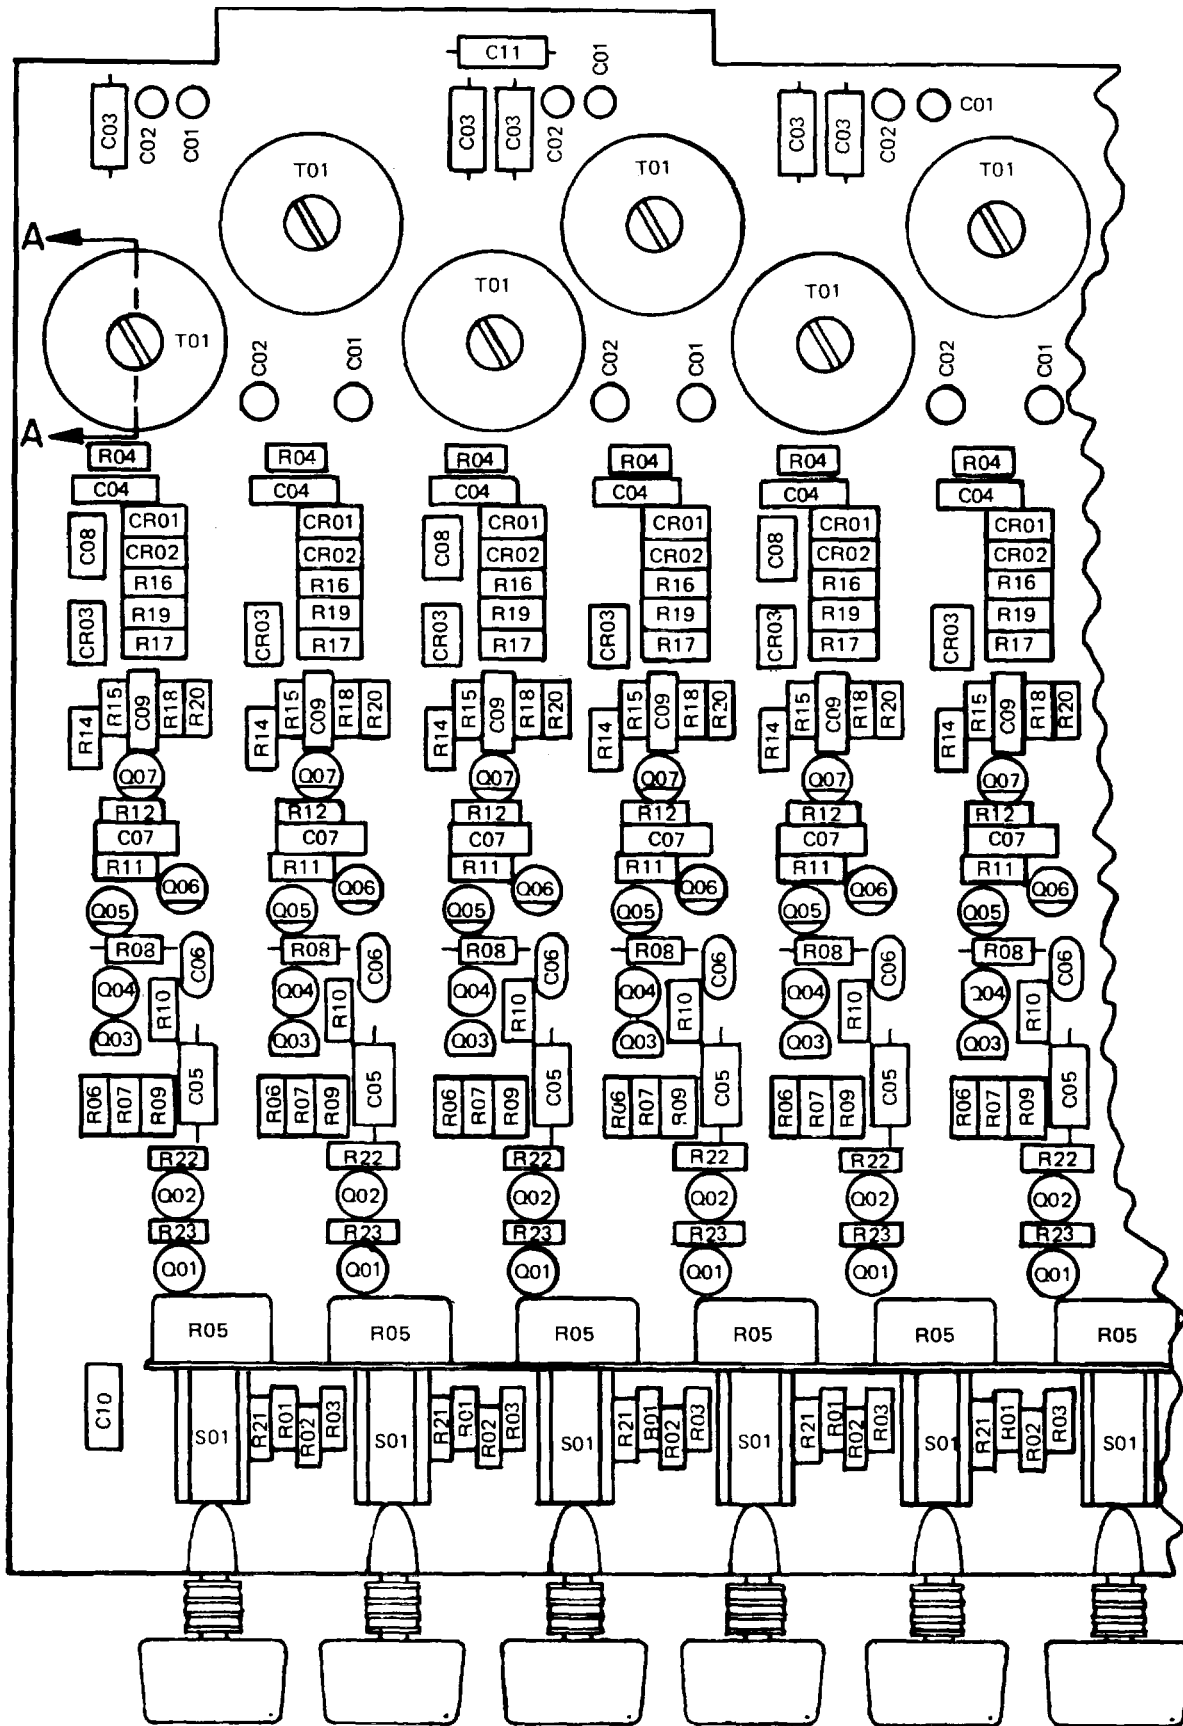 C11
C03 C02 C01 C03 C03 C02 C01 C03 C03 C02 C01
T01 T01 T01
A
T01 T01 T01
C02 C01 C02 C01 C02 C01
A
R04 R04 R04 R04 R04 R04
C04 C04 C04 C04 C04 C04
CR01 CR01 CR01 CR01 CR01 CR01
C08 CR02 CR02 C08 CR02 CR02 C08 CR02 CR02
R16 R16 R16 R16 R16 R16
CR03 R19 CR03 R19 CR03 R19 CR03 R19 CR03 R19 CR03 R19
R17 R17 R17 R17 R17 R17
R14 R15 C09 R18 R20 R14 R15 C09 R18 R20 R14 R15 C09 R18 R20 R14 R15 C09 R18 R20 R14 R15 C09 R18 R20 R14 R15 C09 R18 R20
Q07 Q07 Q07 Q07 Q07 Q07
R12 R12 R12 R12 R12 R12
C07 C07 C07 C07 C07 C07
R11 R11 R11 R11 R11 R11
Q06 Q06 Q06 Q06 Q06 Q06
Q05 Q05 Q05 Q05 Q05 Q05
R08 C06 R08 C06 R08 C06 R08 C06 R08 C06 R08 C06
Q04 R10 Q04 R10 Q04 R10 Q04 R10 Q04 R10 Q04 R10
Q03 Q03 Q03 Q03 Q03 Q03
R06 R07 R09 C05 R06 R07 R09 C05 R06 R07 R09 C05 R06 R07 R09 C05 R06 R07 R09 C05 R06 R07 R09 C05
R22 R22 R22 R22 R22 R22
Q02 Q02 Q02 Q02 Q02 Q02
R23 R23 R23 R23 R23 R23
Q01 Q01 Q01 Q01 Q01 Q01
R05 R05 R05 R05 R05 R05
C10 S01 R21 R01 R02 R03 S01 R21 R01 R02 R03 S01 R21 R01 R02 R03 S01 R21 R01 R02 R03 S01 R21 R01 R02 R03 S01